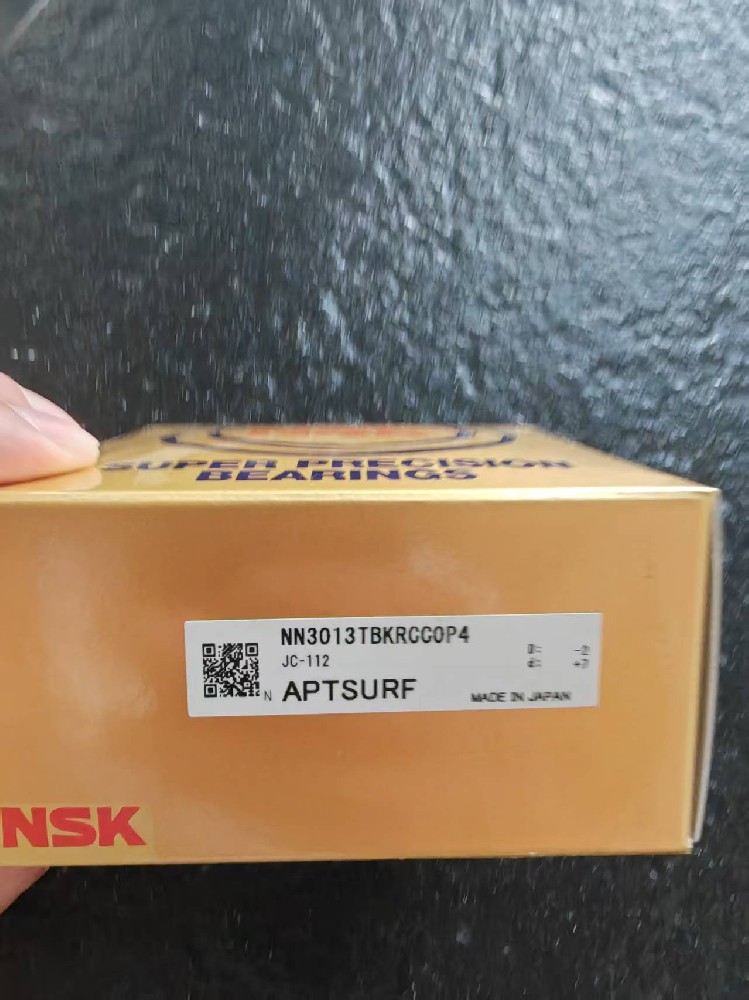 SUPER PRECISION
BEARINGS
NN3013TBKRCC0P4
JC-112
N APTSURF
MADE IN JAPAN
NSK